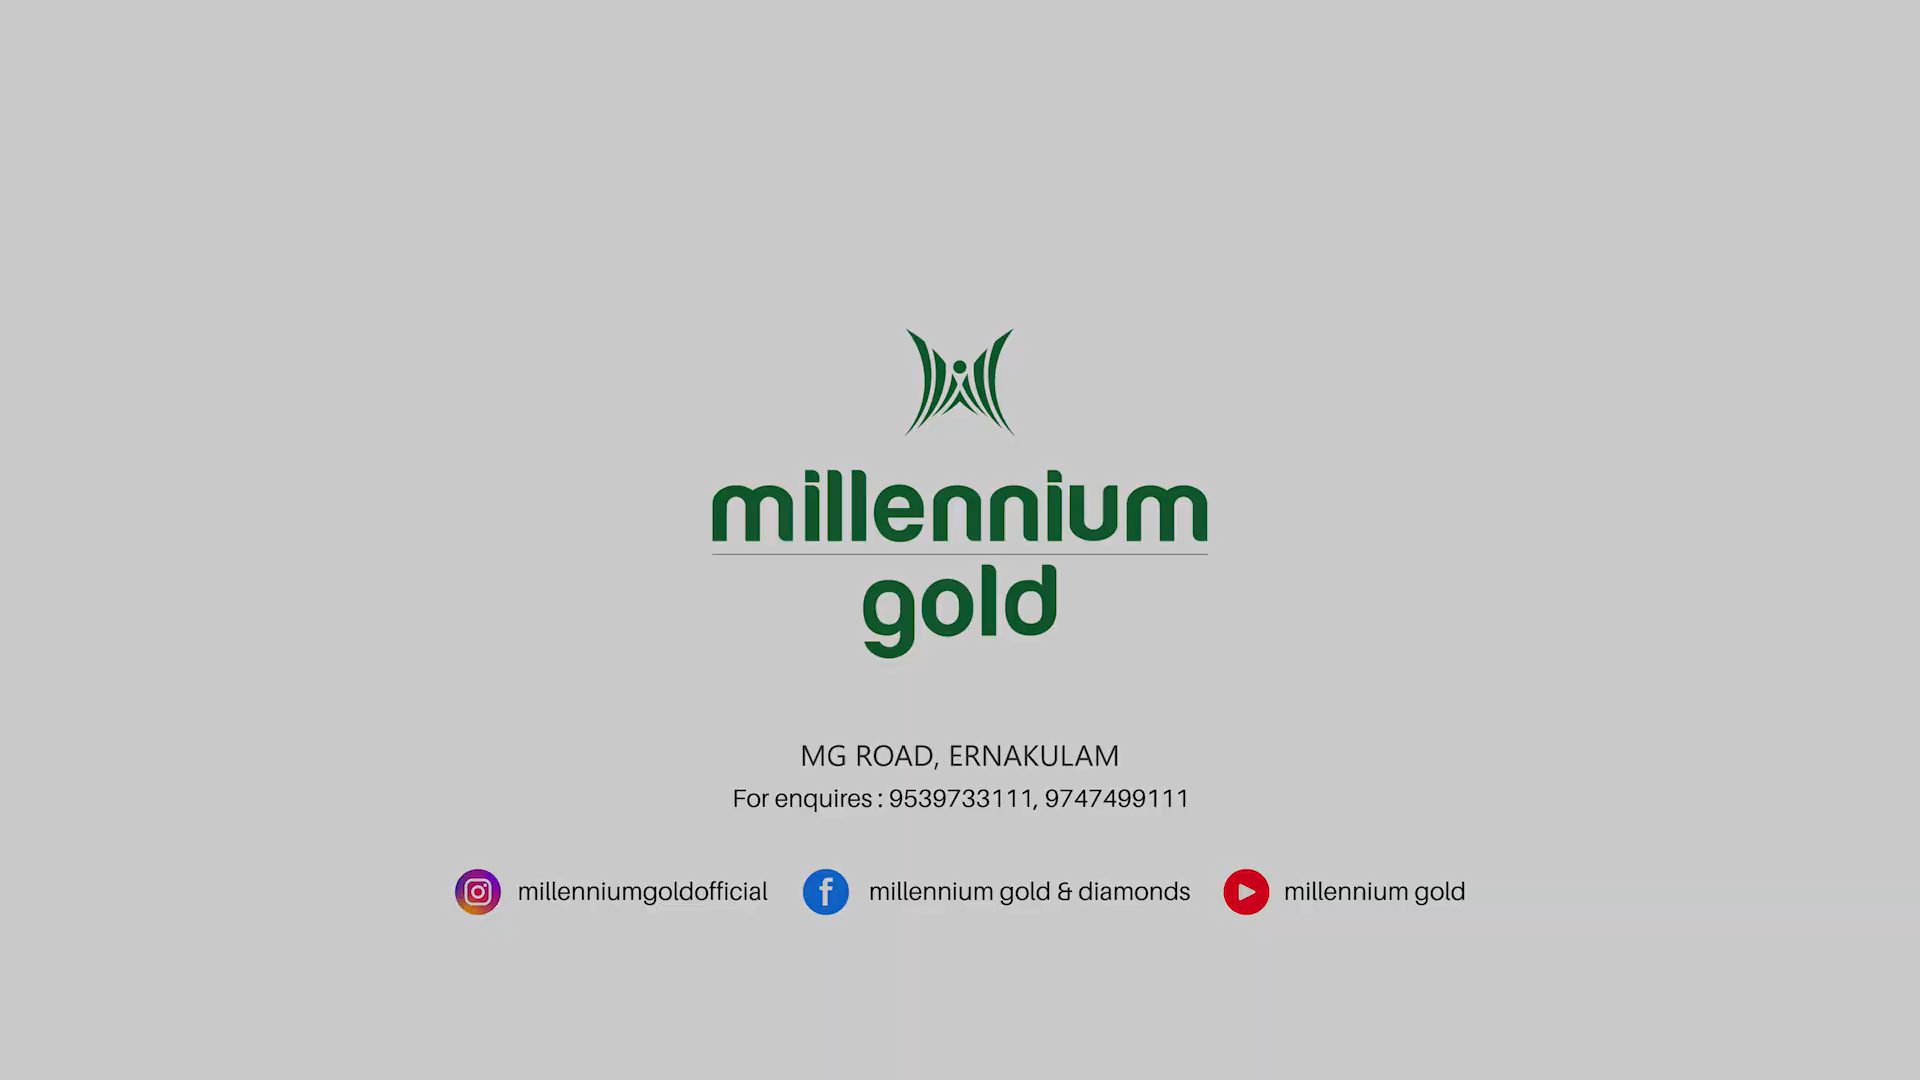 millennium
gold
MG ROAD, ERNAKULAM
For enquires : 9539733111, 9747499111
millenniumgoldofficial
millennium gold & diamonds
millennium gold